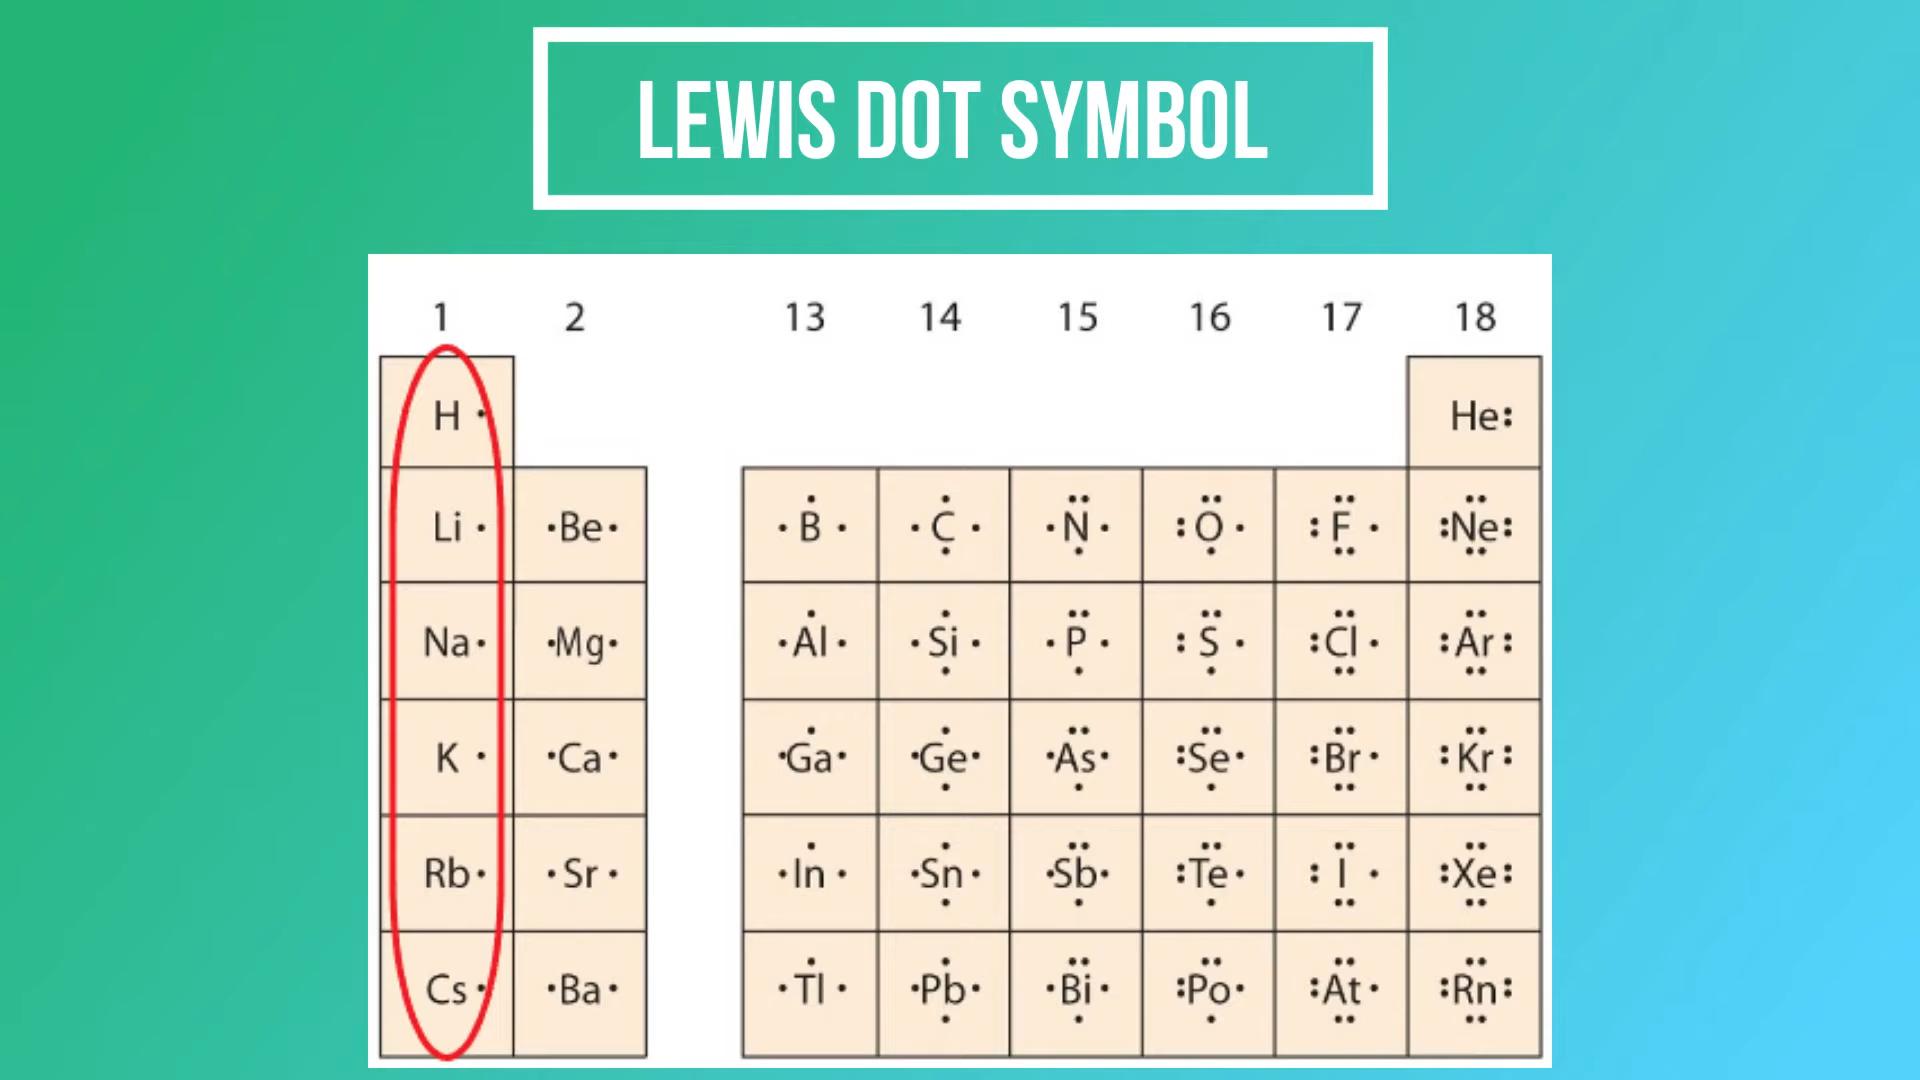 LEWIS DOT SYMBOL
1 2 13 14 15 16 17 18
H He
Li Be B C N O F Ne
Na Mg Al Si P S Cl Ar
K Ca Ga Ge As Se Br Kr
Rb Sr In Sn Sb Te I Xe
Cs Ba Tl Pb Bi Po At Rn